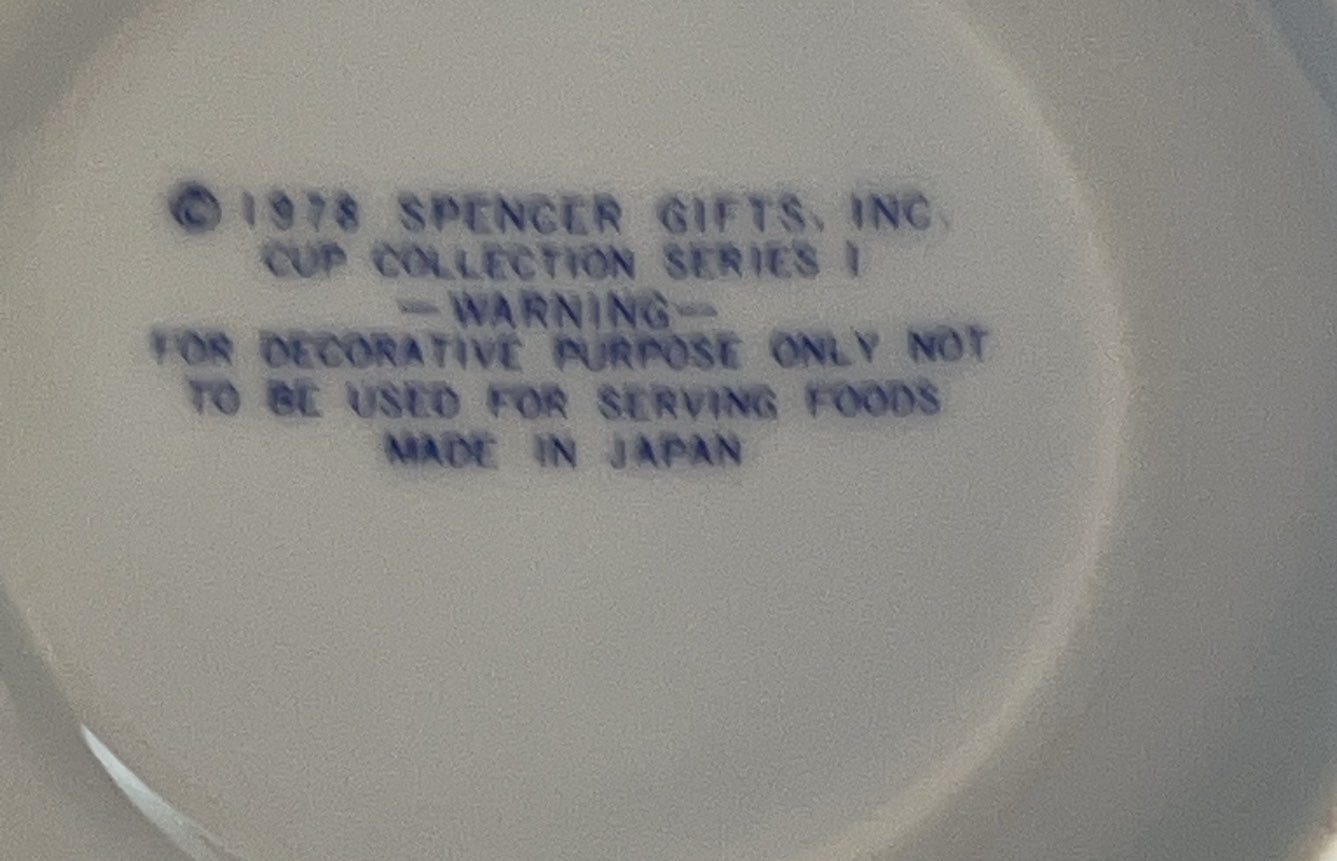 © 1978 SPENCER GIFTS, INC.
CUP COLLECTION SERIES I
—WARNING—
FOR DECORATIVE PURPOSE ONLY NOT
TO BE USED FOR SERVING FOODS
MADE IN JAPAN